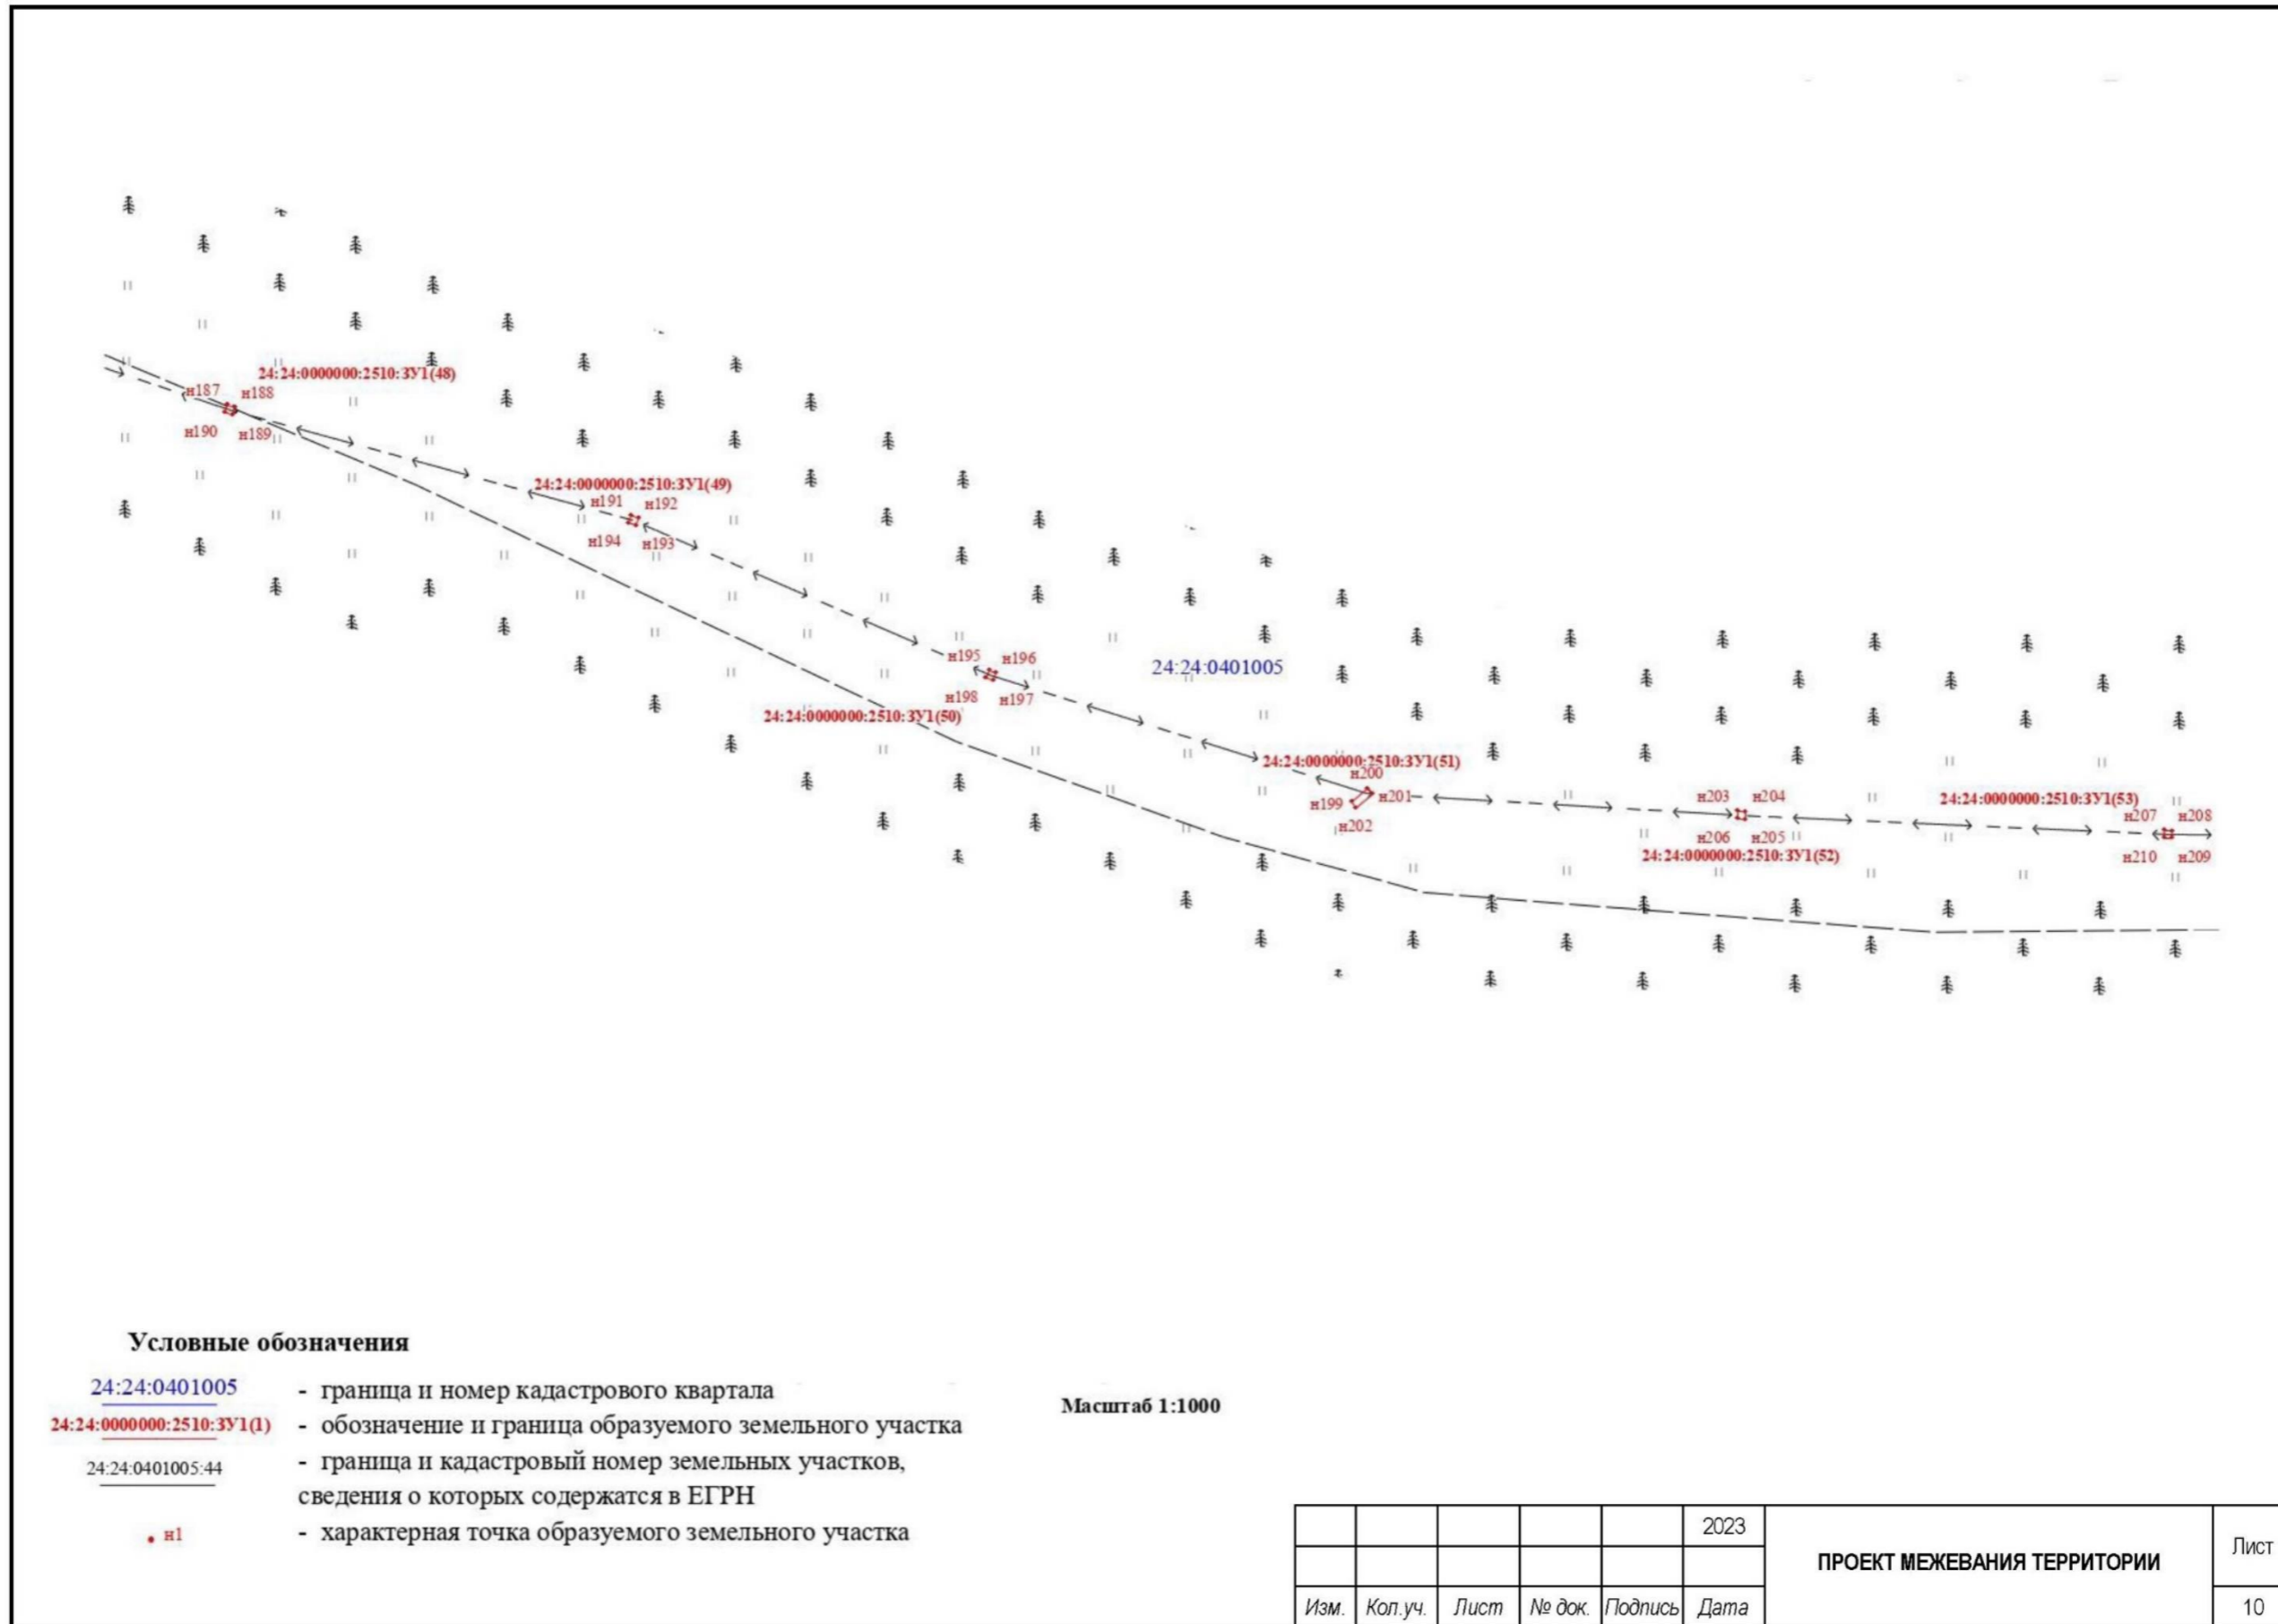 24:24:0000000:2510:ЗУ1(48)
н187 н188
н190 н189
24:24:0000000:2510:ЗУ1(49)
н191 н192
н194 н193
н195 н196
24:24:0401005
н198 н197
24:24:0000000:2510:ЗУ1(50)
24:24:0000000:2510:ЗУ1(51)
н200
н199 н201
н202
н203 н204
24:24:0000000:2510:ЗУ1(53)
н207 н208
н206 н205
24:24:0000000:2510:ЗУ1(52)
н210 н209
Условные обозначения
24:24:0401005 - граница и номер кадастрового квартала
24:24:0000000:2510:ЗУ1(1) - обозначение и граница образуемого земельного участка
24:24:0401005:44 - граница и кадастровый номер земельных участков,
сведения о которых содержатся в ЕГРН
н1 - характерная точка образуемого земельного участка
Масштаб 1:1000
2023
ПРОЕКТ МЕЖЕВАНИЯ ТЕРРИТОРИИ
Лист
Изм. Кол.уч. Лист № док. Подпись Дата
10